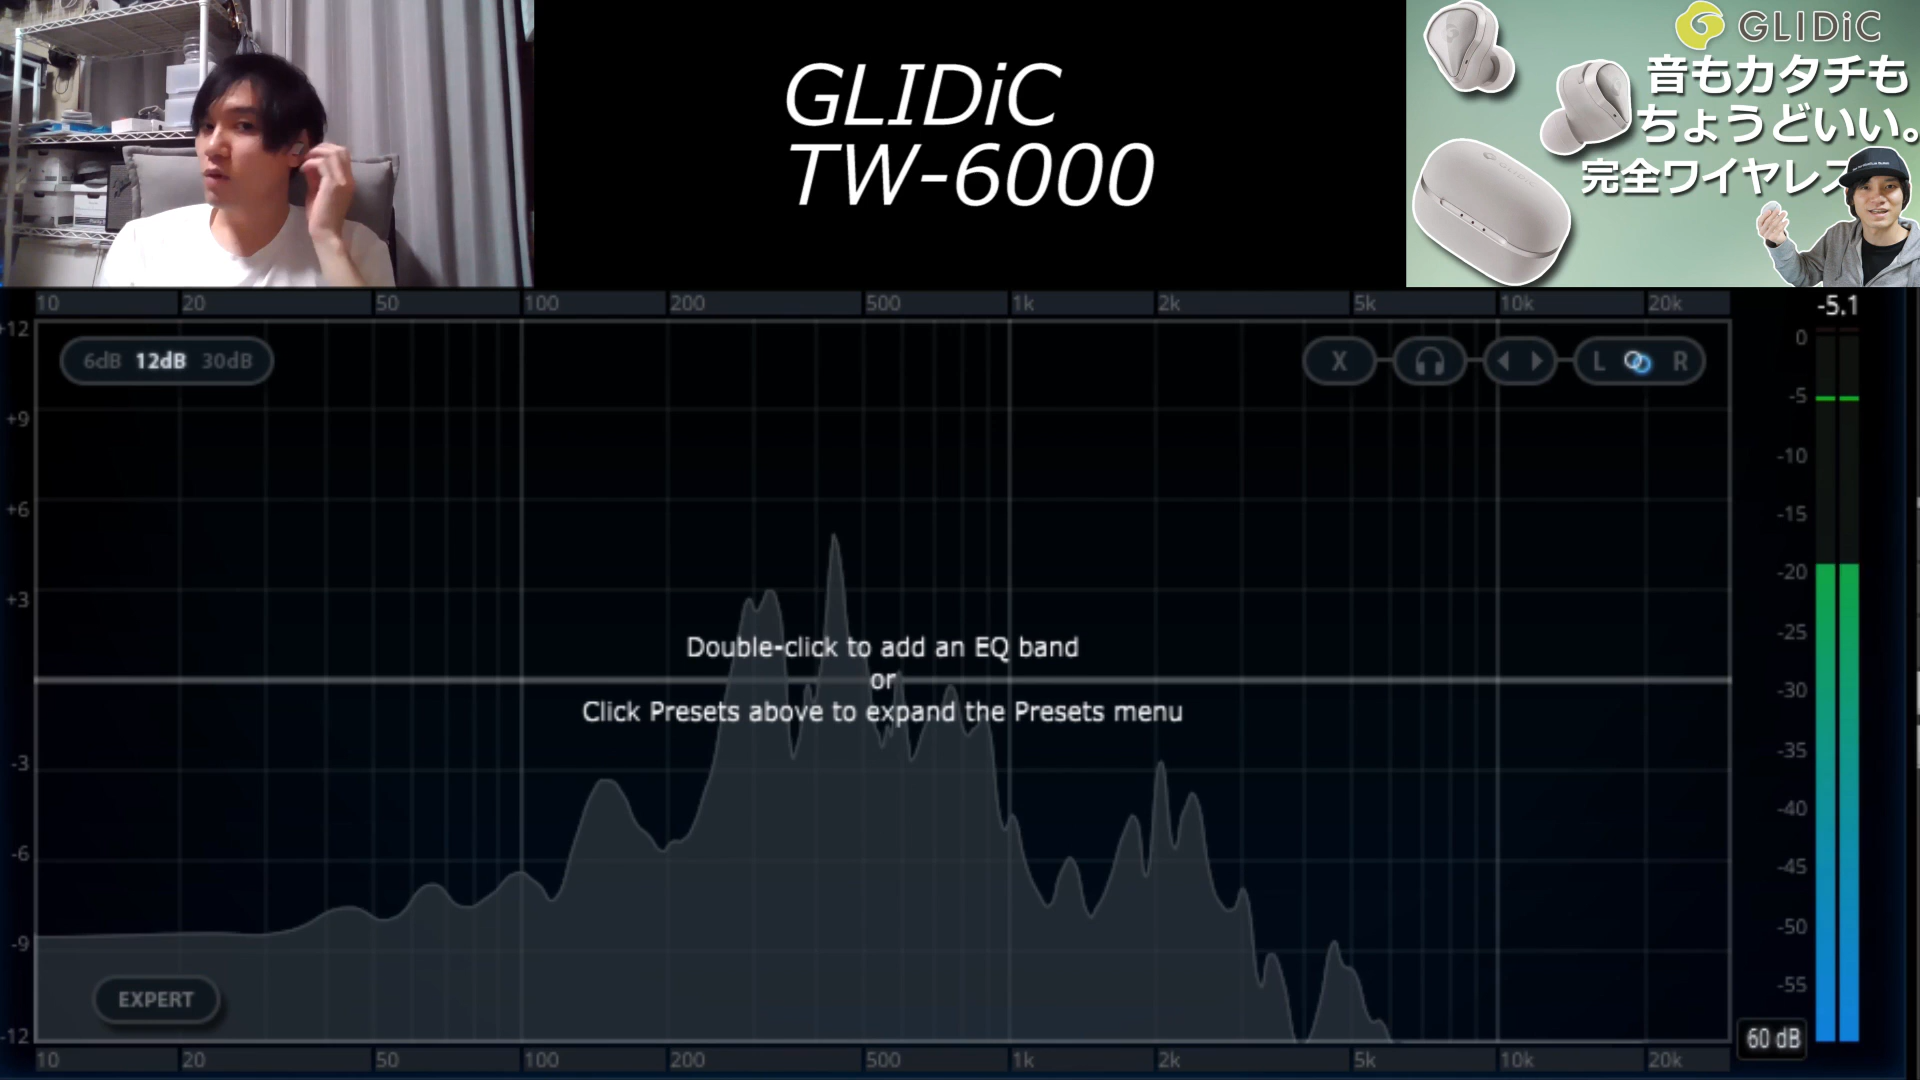 GLIDiC
TW-6000
GLIDiC
音もカタチも
ちょうどいい。
完全ワイヤレス
10 20 50 100 200 500 1k 2k 5k 10k 20k
-5.1
+12
+9
+6
+3
-3
-6
-9
-12
6dB 12dB 30dB
X L R
0
-5
-10
-15
-20
-25
-30
-35
-40
-45
-50
-55
60 dB
Double-click to add an EQ band
or
Click Presets above to expand the Presets menu
EXPERT
10 20 50 100 200 500 1k 2k 5k 10k 20k